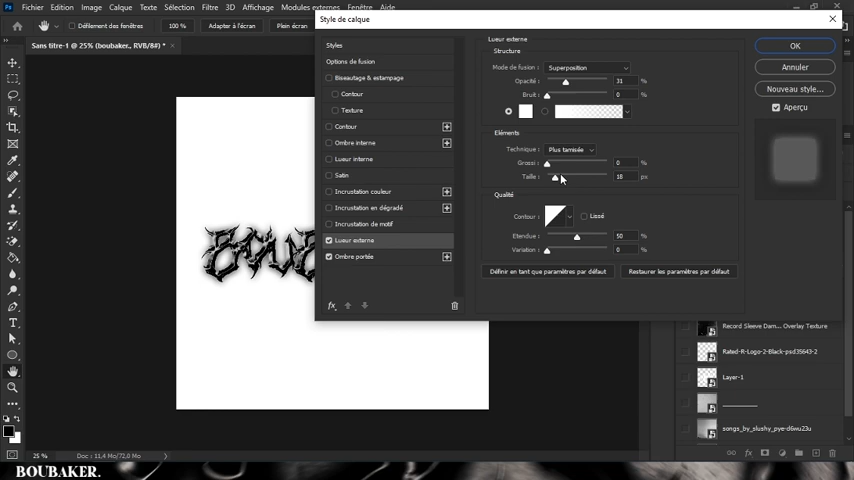 Fichier Edition Image Calque Texte Sélection Filtre 3D Affichage Modules externes Fenêtre Aide
Style de calque
Défilement des fenêtres 100 % Adapter à l'écran Plein écran
Sans titre-1 @ 25% (boubaker., RVB/8#) *
Styles
Options de fusion
Biseautage & estampage
Contour
Texture
Contour
Ombre interne
Lueur interne
Satin
Incrustation couleur
Incrustation en dégradé
Incrustation de motif
Lueur externe
Ombre portée
fx
Lueur externe
Structure
Mode de fusion : Superposition
Opacité : 31 %
Bruit : 0 %
Eléments
Technique : Plus tamisée
Grossi : 0 %
Taille : 18 px
Qualité
Contour : Lissé
Etendue : 50 %
Variation : 0 %
Définir en tant que paramètres par défaut Restaurer les paramètres par défaut
OK
Annuler
Nouveau style...
Aperçu
Record Sleeve Dam... Overlay Texture
Rated-R-Logo-2-Black-psd35643-2
Layer-1
songs_by_slushy_pye-d6wu23u
25 % Doc : 11,4 Mo/72,0 Mo
BOUBAKER.